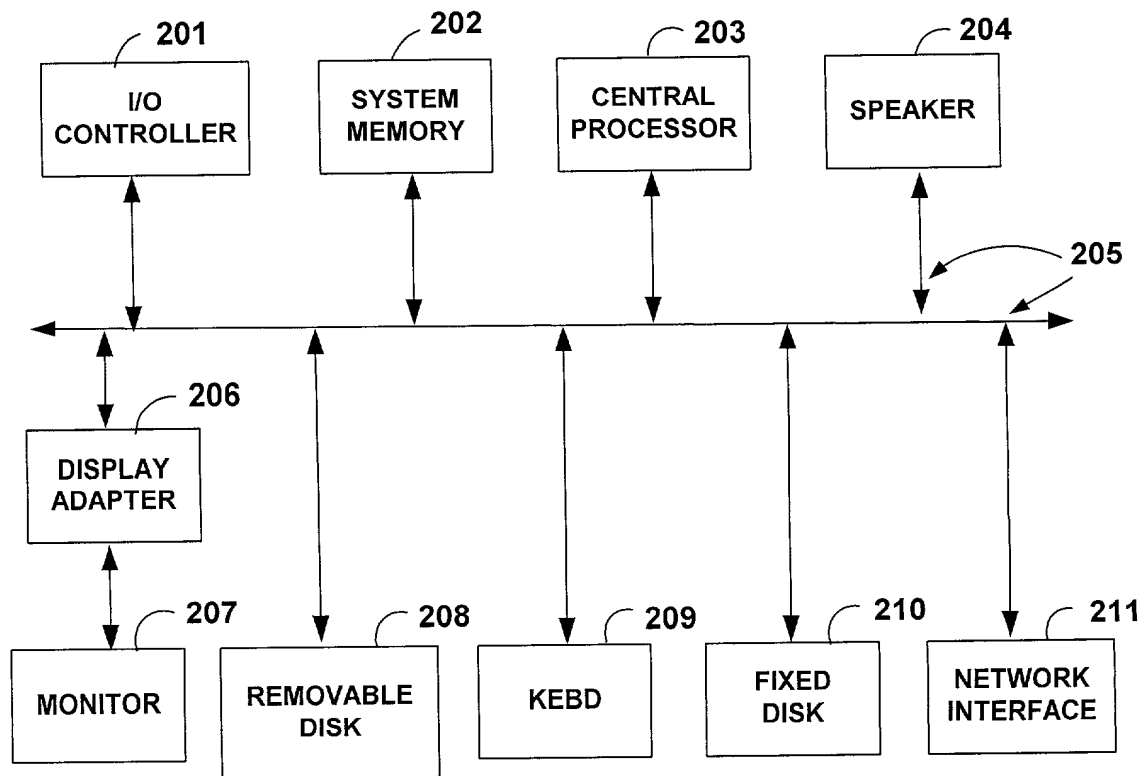 201
202
203
204
I/O
CONTROLLER
SYSTEM
MEMORY
CENTRAL
PROCESSOR
SPEAKER
205
206
DISPLAY
ADAPTER
207
208
209
210
211
MONITOR
REMOVABLE
DISK
KEBD
FIXED
DISK
NETWORK
INTERFACE